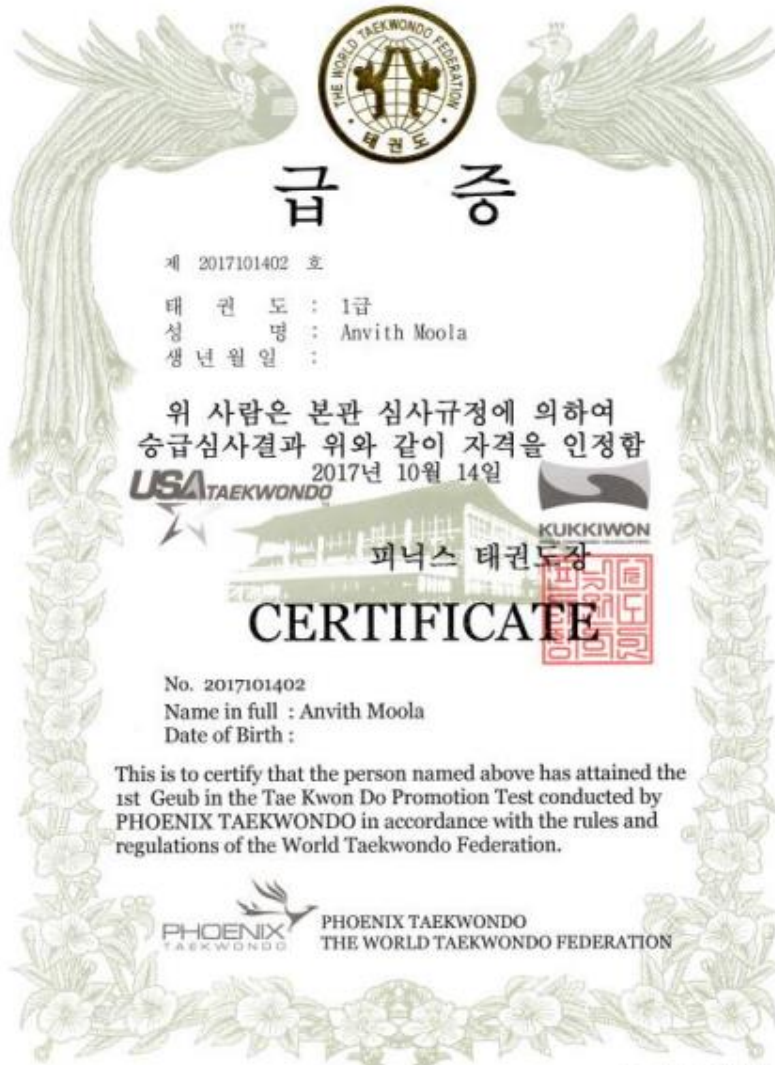 THE WORLD TAEKWONDO FEDERATION
태권도
급 증
제 2017101402 호
태 권 도 : 1급
성 명 : Anvith Moola
생 년 월 일 :
위 사람은 본관 심사규정에 의하여
승급심사결과 위와 같이 자격을 인정함
2017년 10월 14일
USA TAEKWONDO
KUKKIWON
피닉스 태권도장
CERTIFICATE
No. 2017101402
Name in full : Anvith Moola
Date of Birth :
This is to certify that the person named above has attained the
1st Geub in the Tae Kwon Do Promotion Test conducted by
PHOENIX TAEKWONDO in accordance with the rules and
regulations of the World Taekwondo Federation.
PHOENIX
TAEKWONDO
PHOENIX TAEKWONDO
THE WORLD TAEKWONDO FEDERATION